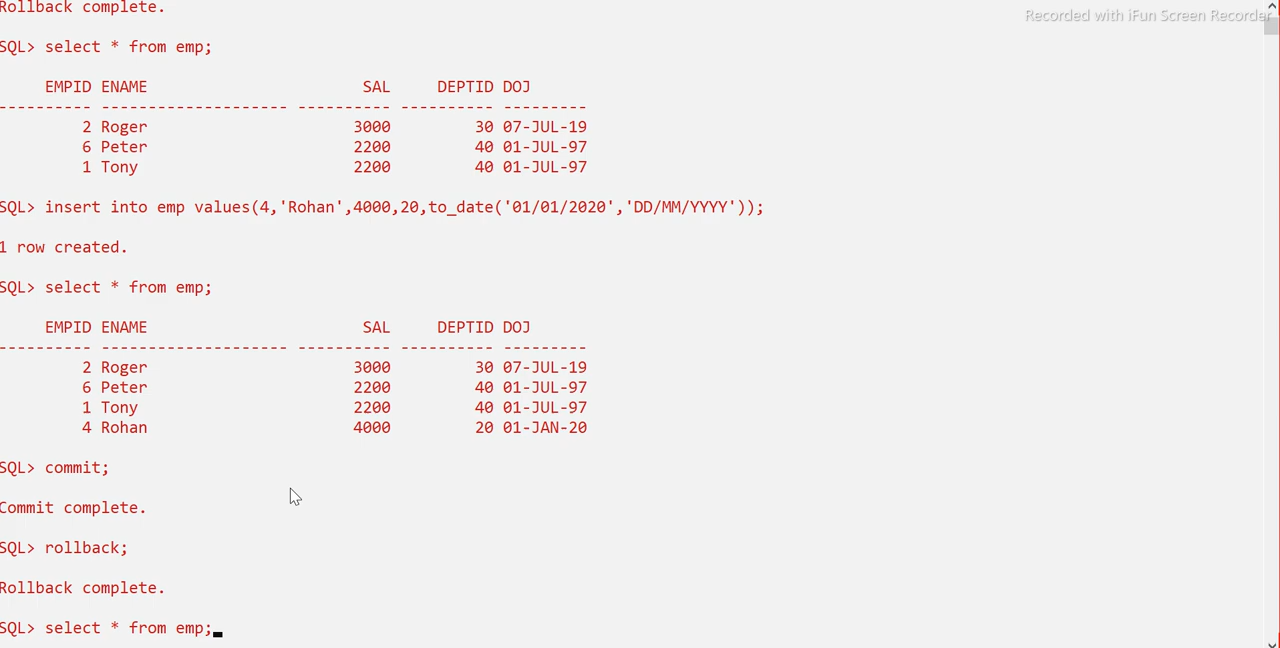 Rollback complete.
Recorded with iFun Screen Recorder
SQL> select * from emp;
EMPID ENAME SAL DEPTID DOJ
---------- -------------------- ---------- ---------- ---------
2 Roger 3000 30 07-JUL-19
6 Peter 2200 40 01-JUL-97
1 Tony 2200 40 01-JUL-97
SQL> insert into emp values(4,'Rohan',4000,20,to_date('01/01/2020','DD/MM/YYYY'));
1 row created.
SQL> select * from emp;
EMPID ENAME SAL DEPTID DOJ
---------- -------------------- ---------- ---------- ---------
2 Roger 3000 30 07-JUL-19
6 Peter 2200 40 01-JUL-97
1 Tony 2200 40 01-JUL-97
4 Rohan 4000 20 01-JAN-20
SQL> commit;
Commit complete.
SQL> rollback;
Rollback complete.
SQL> select * from emp;